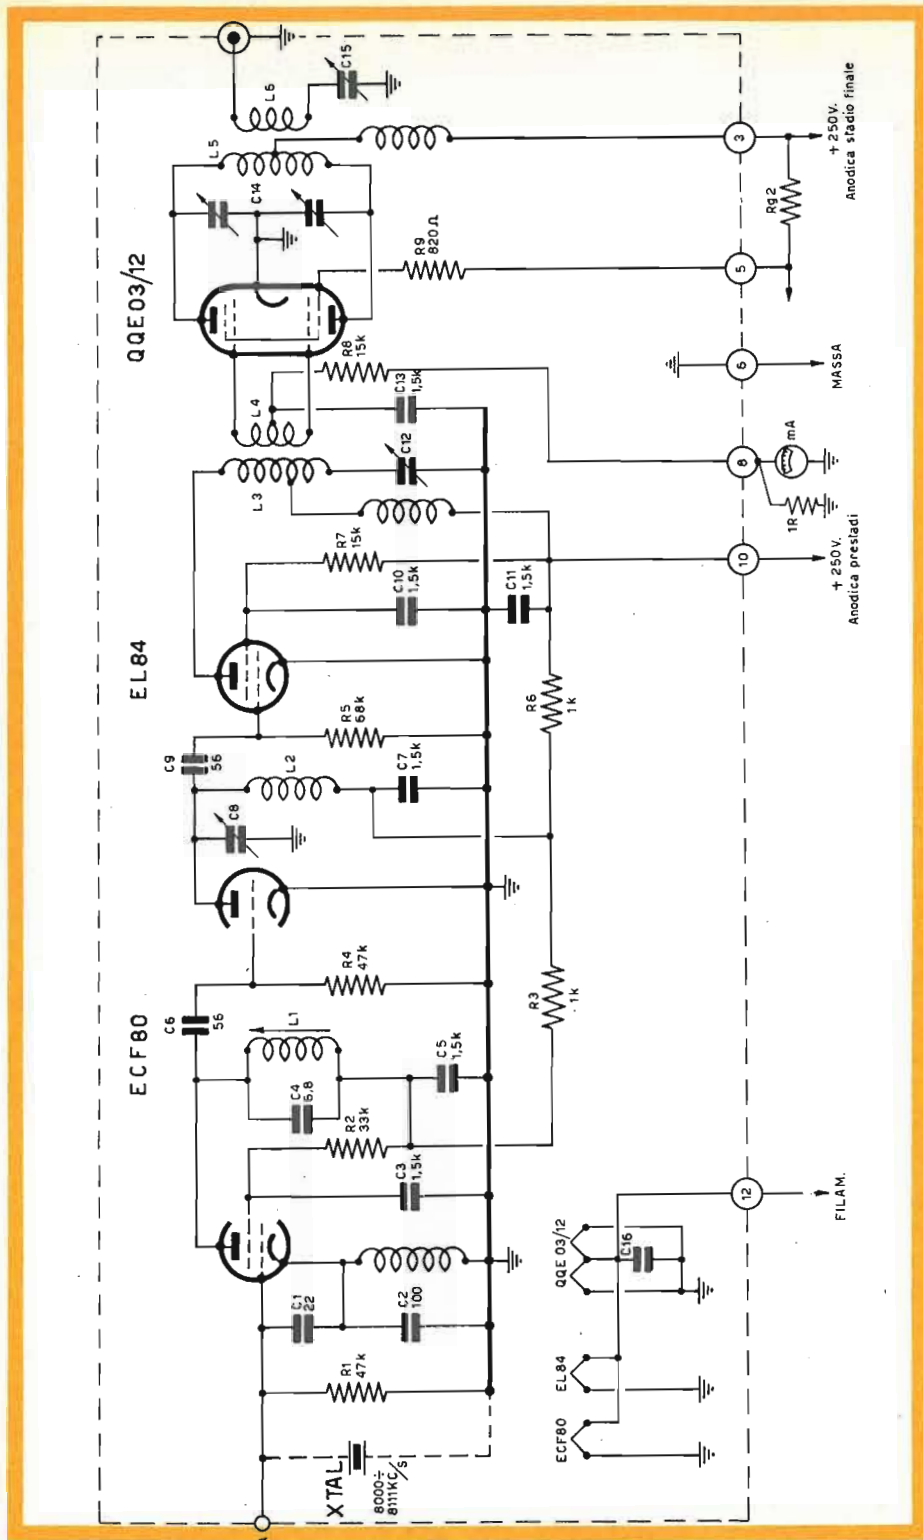 ECF80
EL84
QQE03/12
XTAL
8000÷
8111KC/S
R1
47k
C1
22
C2
100
C3
1,5k
R2
33k
C4
6,8
L1
C5
1,5k
C6
56
R4
47k
R3
1k
C8
L2
C7
1,5k
C9
56
R5
68k
R6
1k
C10
1,5k
C11
1,5k
R7
15k
L3
L4
C12
C13
1,5k
R8
15k
C14
L5
L6
C15
R9
820Ω
Rg2
3
+250V.
Anodica stadio finale
5
6
MASSA
8
mA
1R
10
+250V.
Anodica prestadi
12
FILAM.
ECF80
EL84
QQE03/12
C16